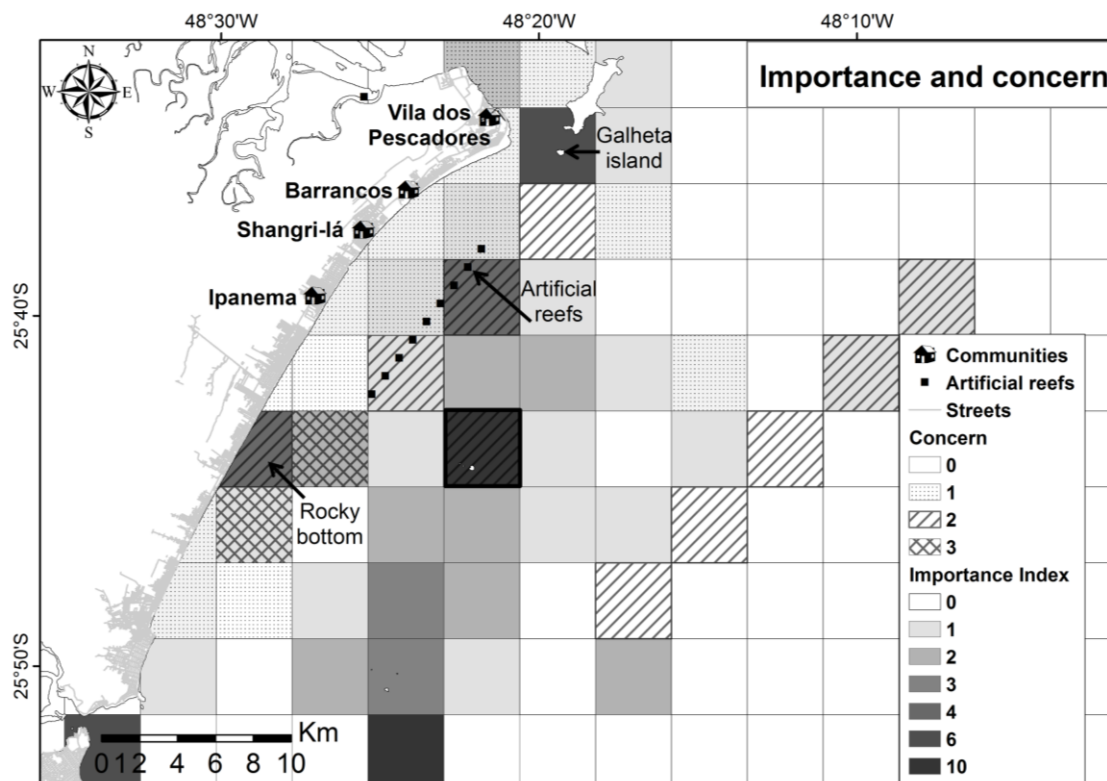 48°30'W
48°20'W
48°10'W
N
W
E
S
Importance and concern
Vila dos
Pescadores
Galheta
island
Barrancos
Shangri-lá
Ipanema
Artificial
reefs
25°40'S
Communities
Artificial reefs
Streets
Concern
0
1
2
3
Rocky
bottom
Importance Index
0
1
2
3
4
6
10
25°50'S
Km
0 1 2 4 6 8 10